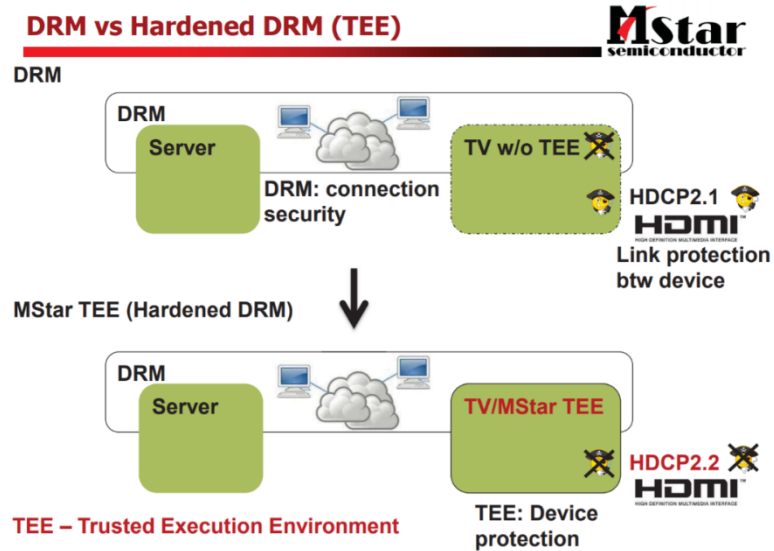 DRM vs Hardened DRM (TEE)
MStar
semiconductor
DRM
DRM
Server
TV w/o TEE
DRM: connection
security
HDCP2.1
HDMI™
HIGH-DEFINITION MULTIMEDIA INTERFACE
Link protection
btw device
MStar TEE (Hardened DRM)
DRM
Server
TV/MStar TEE
HDCP2.2
HDMI™
HIGH-DEFINITION MULTIMEDIA INTERFACE
TEE – Trusted Execution Environment
TEE: Device
protection